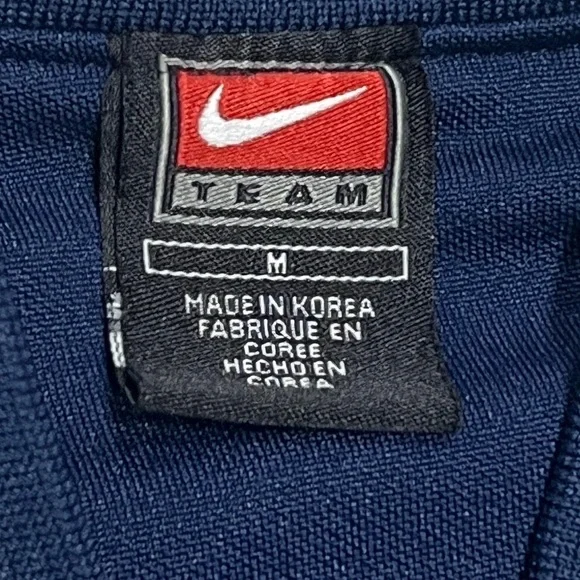 TEAM
M
MADE IN KOREA
FABRIQUE EN
COREE
HECHO EN
COREA